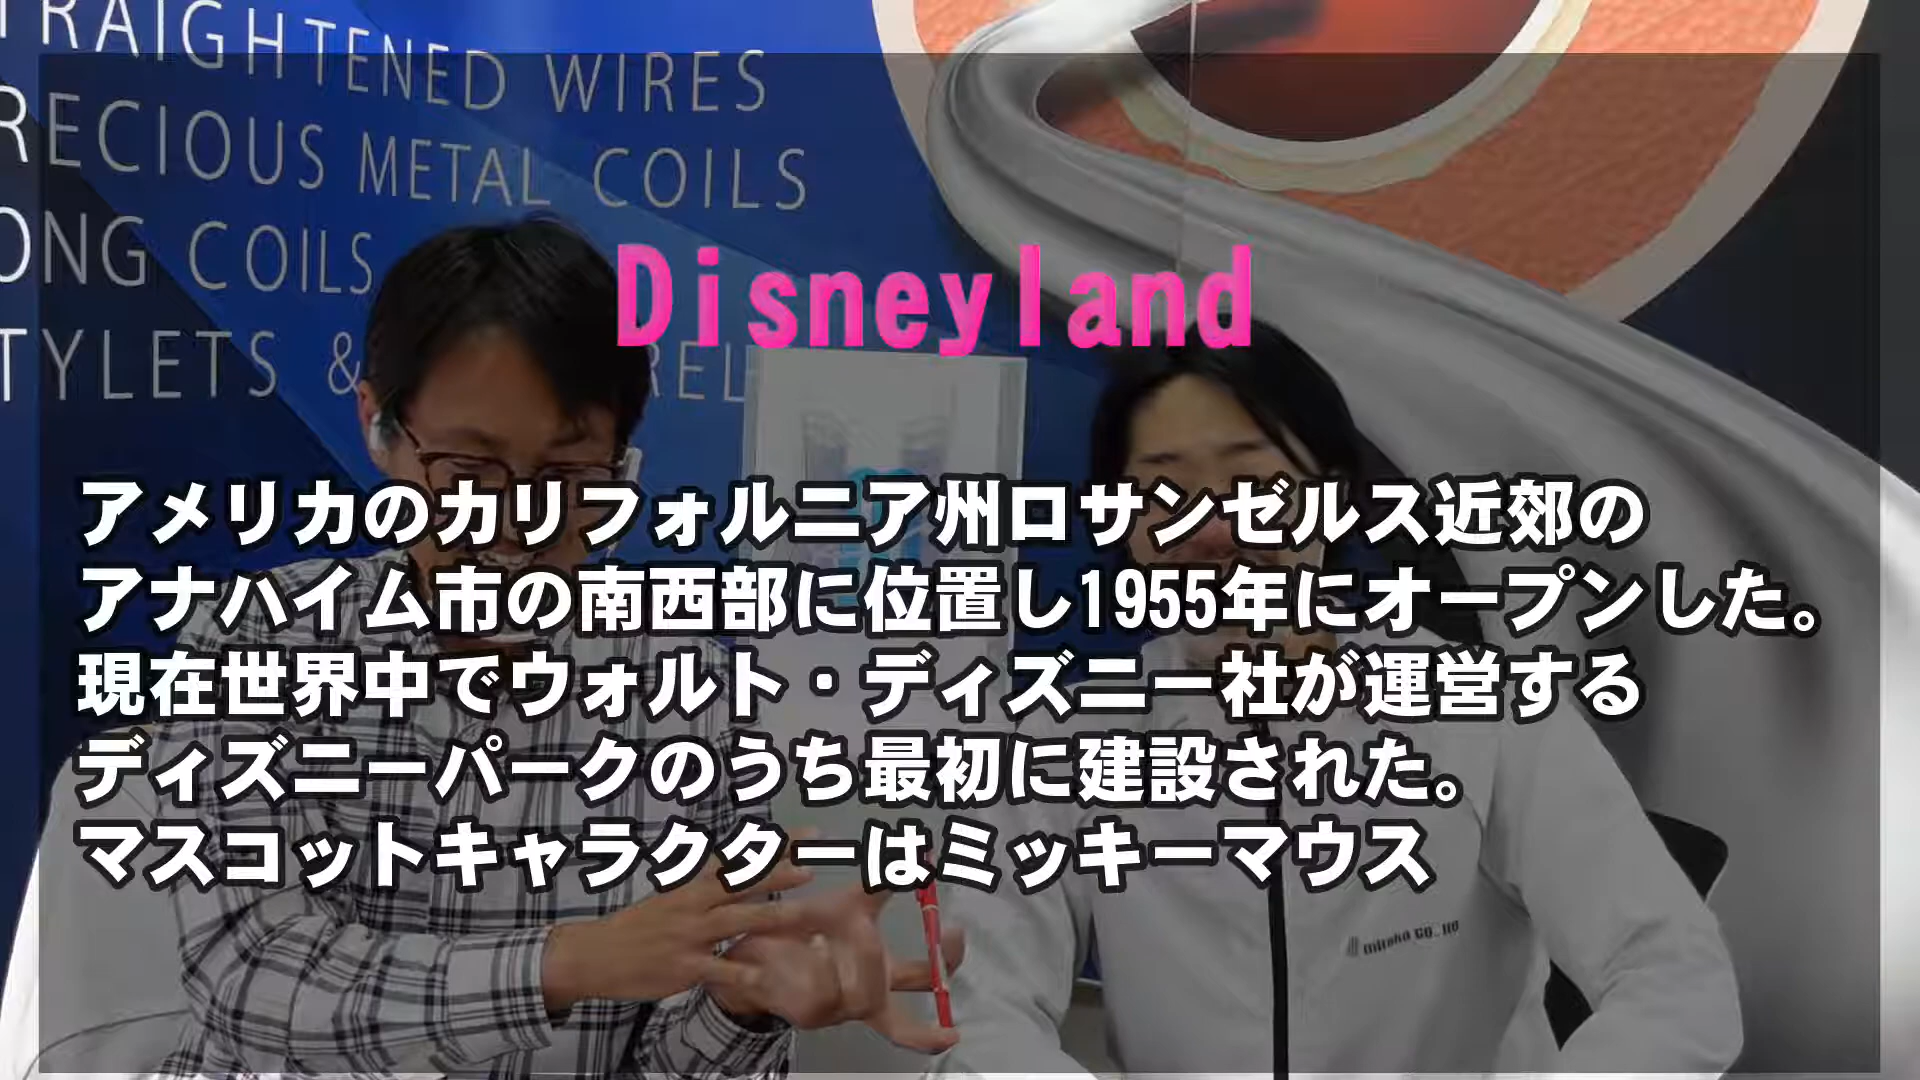 TRAIGHTENED WIRES
RECIOUS METAL COILS
ONG COILS
TYLETS &
REL
Disneyland
アメリカのカリフォルニア州ロサンゼルス近郊の
アナハイム市の南西部に位置し1955年にオープンした。
現在世界中でウォルト・ディズニー社が運営する
ディズニーパークのうち最初に建設された。
マスコットキャラクターはミッキーマウス